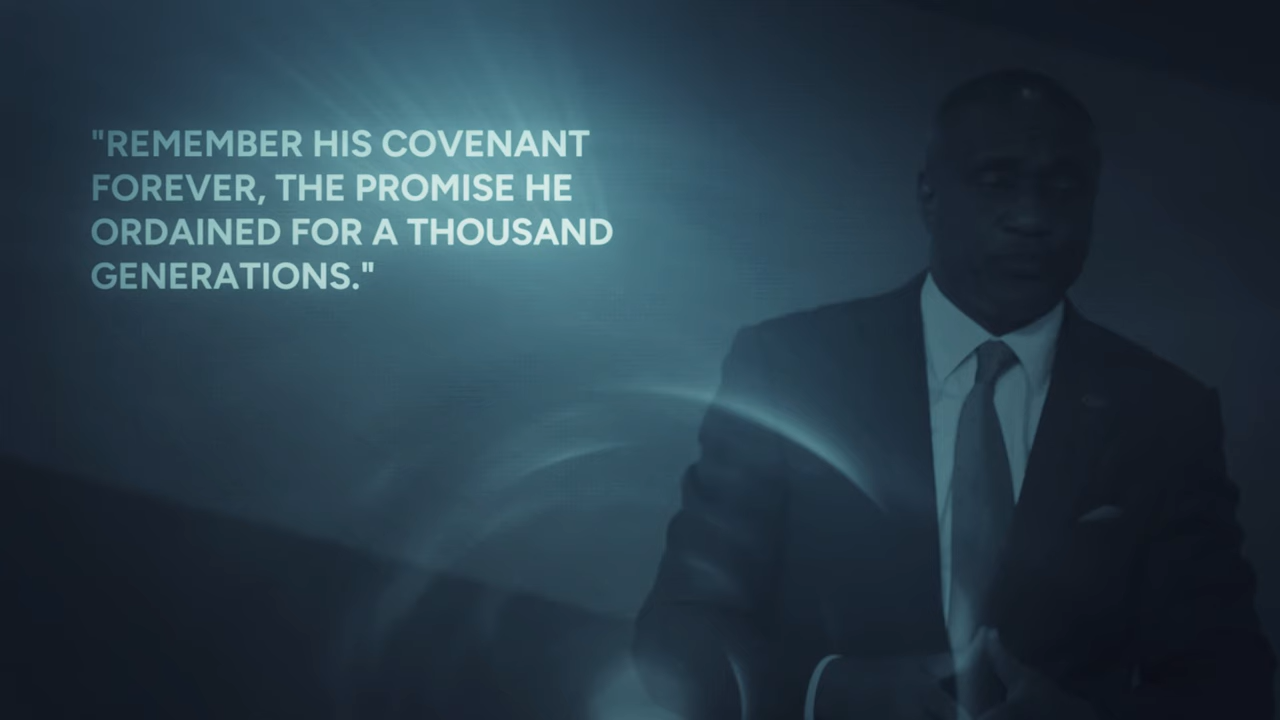 "REMEMBER HIS COVENANT
FOREVER, THE PROMISE HE
ORDAINED FOR A THOUSAND
GENERATIONS."